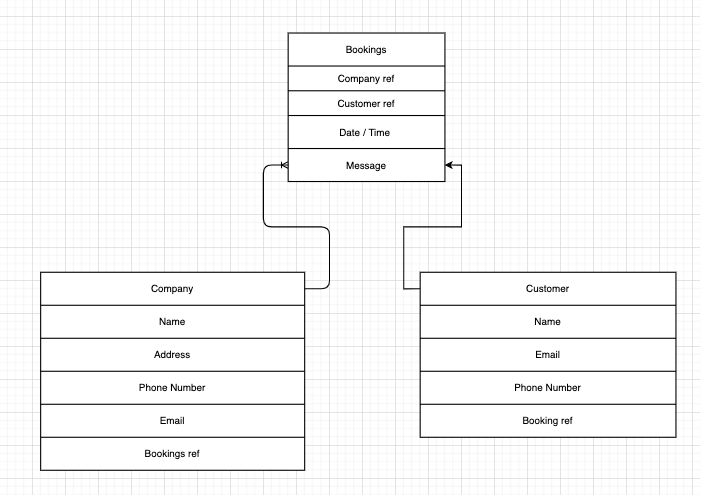 Bookings
Company ref
Customer ref
Date / Time
Message
Company
Name
Address
Phone Number
Email
Bookings ref
Customer
Name
Email
Phone Number
Booking ref